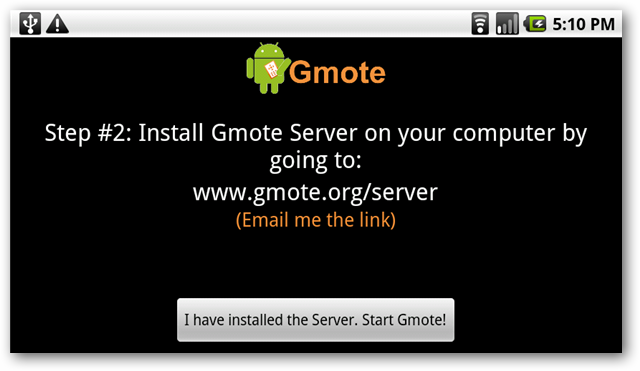 5:10 PM
Gmote
Step #2: Install Gmote Server on your computer by
going to:
www.gmote.org/server
(Email me the link)
I have installed the Server. Start Gmote!